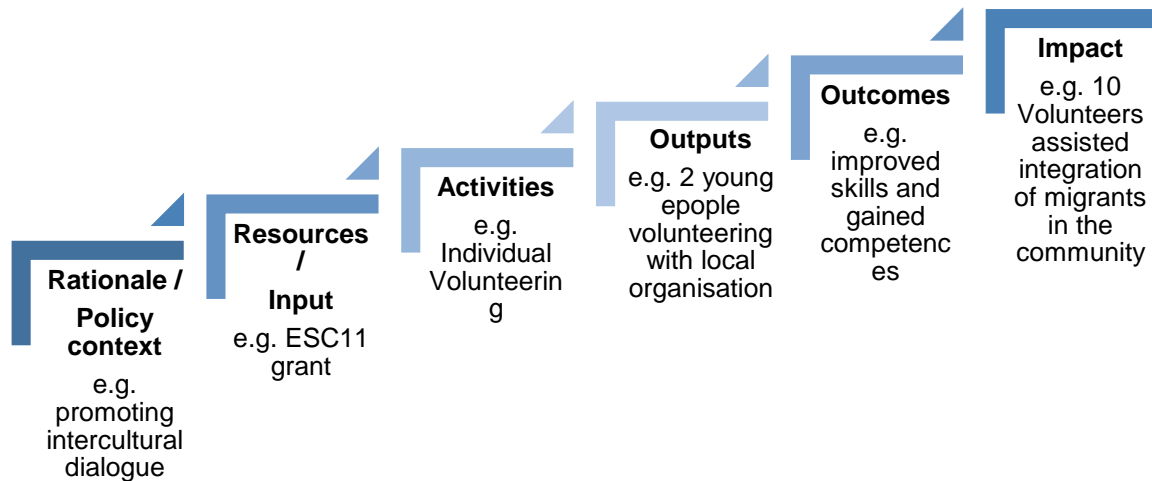 Rationale /
Policy
context
e.g.
promoting
intercultural
dialogue
Resources
/
Input
e.g. ESC11
grant
Activities
e.g.
Individual
Volunteerin
g
Outputs
e.g. 2 young
epople
volunteering
with local
organisation
Outcomes
e.g.
improved
skills and
gained
competenc
es
Impact
e.g. 10
Volunteers
assisted
integration
of migrants
in the
community